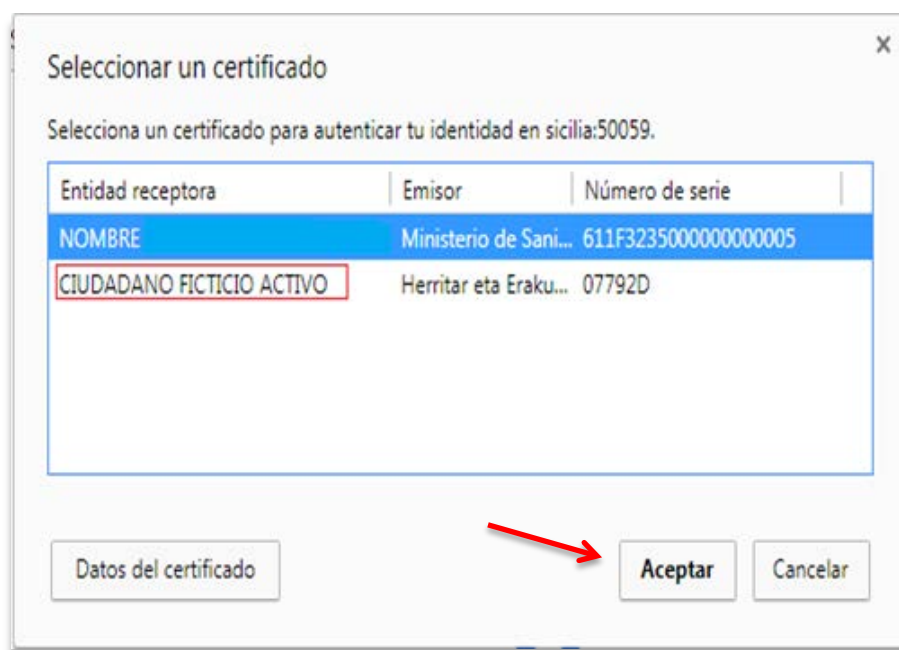 x
Seleccionar un certificado
Selecciona un certificado para autenticar tu identidad en sicilia:50059.
Entidad receptora Emisor Número de serie
NOMBRE Ministerio de Sani... 611F3235000000000005
CIUDADANO FICTICIO ACTIVO Herritar eta Eraku... 07792D
Datos del certificado Aceptar Cancelar